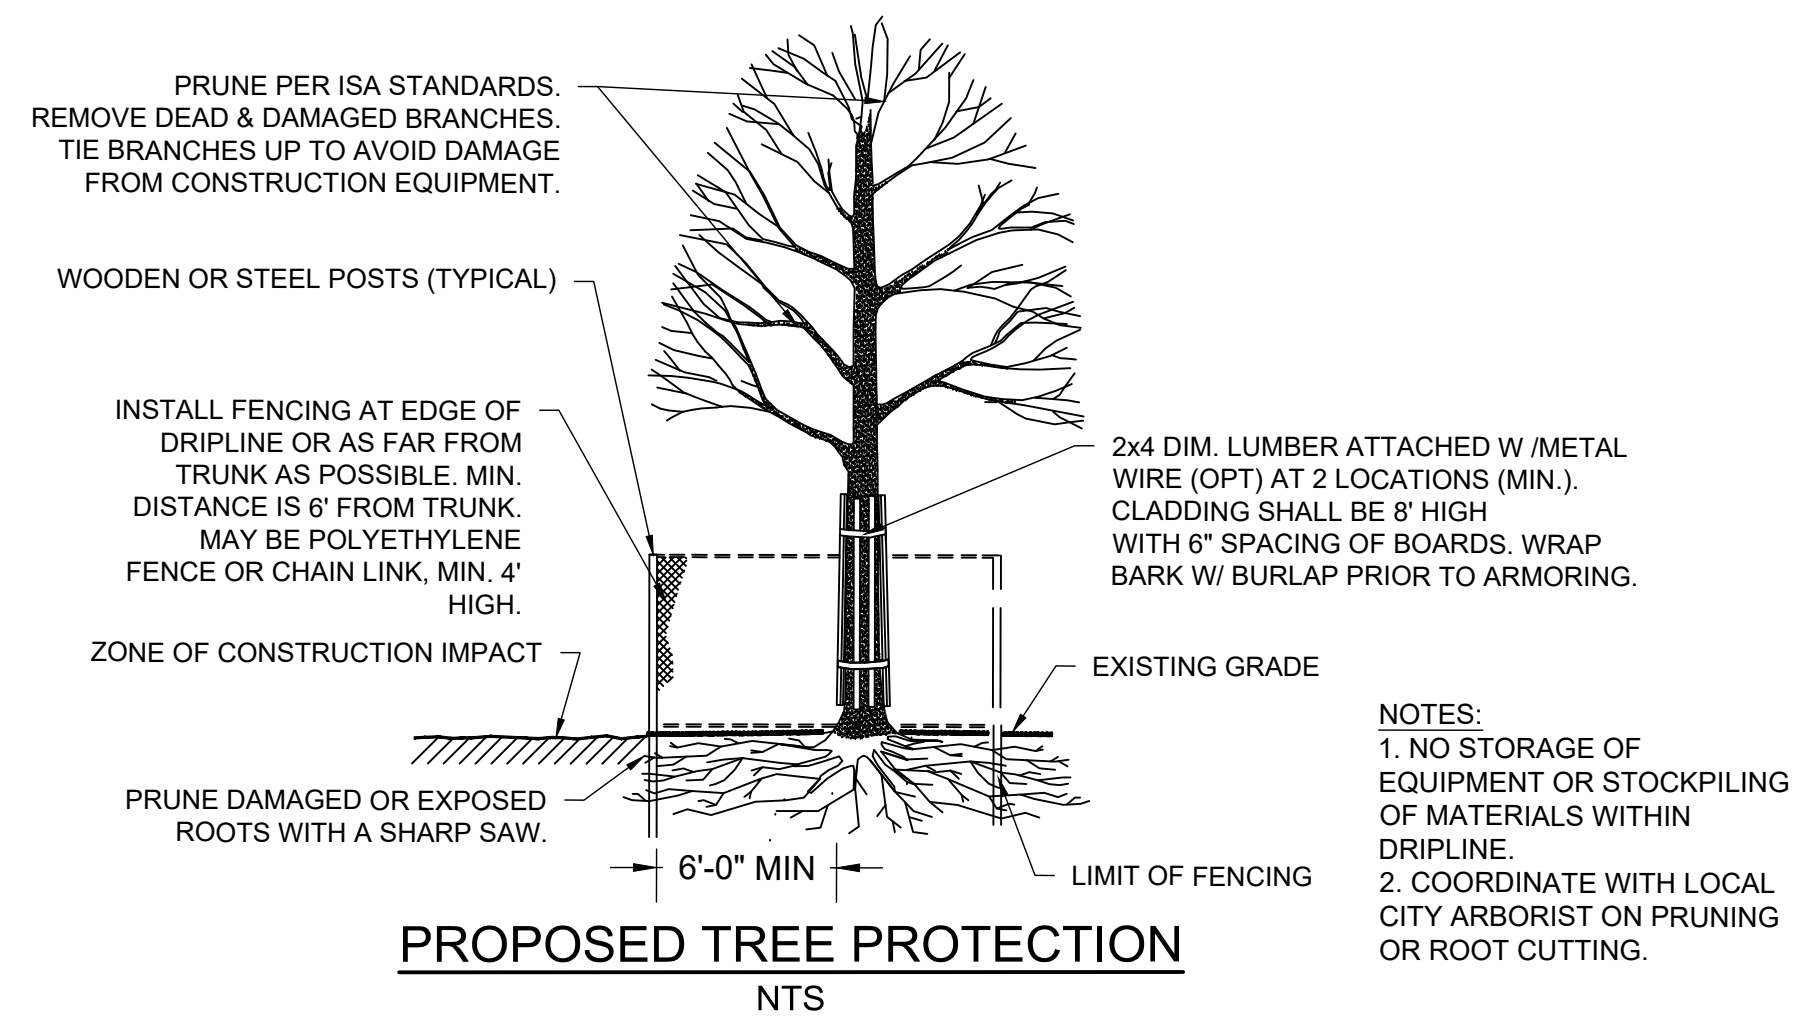 PRUNE PER ISA STANDARDS.
REMOVE DEAD & DAMAGED BRANCHES.
TIE BRANCHES UP TO AVOID DAMAGE
FROM CONSTRUCTION EQUIPMENT.
WOODEN OR STEEL POSTS (TYPICAL)
INSTALL FENCING AT EDGE OF
DRIPLINE OR AS FAR FROM
TRUNK AS POSSIBLE. MIN.
DISTANCE IS 6' FROM TRUNK.
MAY BE POLYETHYLENE
FENCE OR CHAIN LINK, MIN. 4'
HIGH.
ZONE OF CONSTRUCTION IMPACT
PRUNE DAMAGED OR EXPOSED
ROOTS WITH A SHARP SAW.
6'-0" MIN
2x4 DIM. LUMBER ATTACHED W /METAL
WIRE (OPT) AT 2 LOCATIONS (MIN.).
CLADDING SHALL BE 8' HIGH
WITH 6" SPACING OF BOARDS. WRAP
BARK W/ BURLAP PRIOR TO ARMORING.
EXISTING GRADE
LIMIT OF FENCING
NOTES:
1. NO STORAGE OF
EQUIPMENT OR STOCKPILING
OF MATERIALS WITHIN
DRIPLINE.
2. COORDINATE WITH LOCAL
CITY ARBORIST ON PRUNING
OR ROOT CUTTING.
PROPOSED TREE PROTECTION
NTS